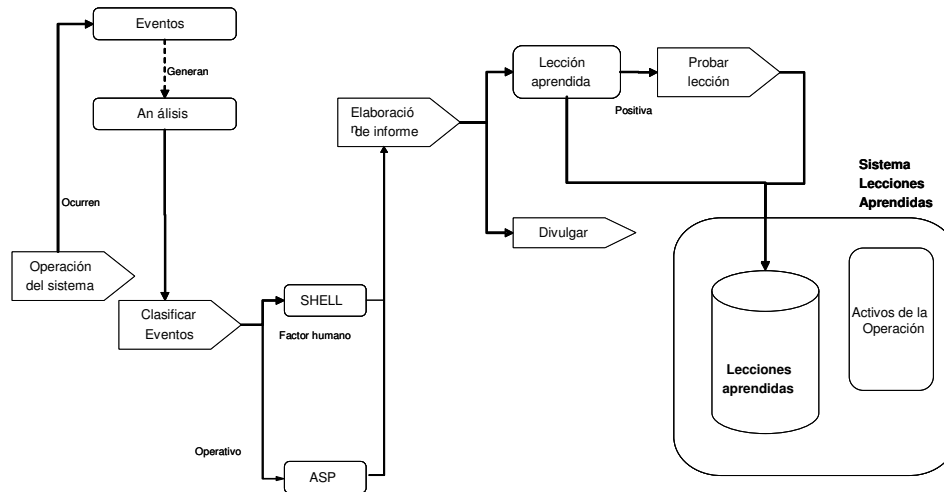 Eventos
Generan
An álisis
Ocurren
Operación
del sistema
Clasificar
Eventos
SHELL
Factor humano
Operativo
ASP
Elaboració
n de informe
Lección
aprendida
Positiva
Probar
lección
Divulgar
Sistema
Lecciones
Aprendidas
Lecciones
aprendidas
Activos de la
Operación